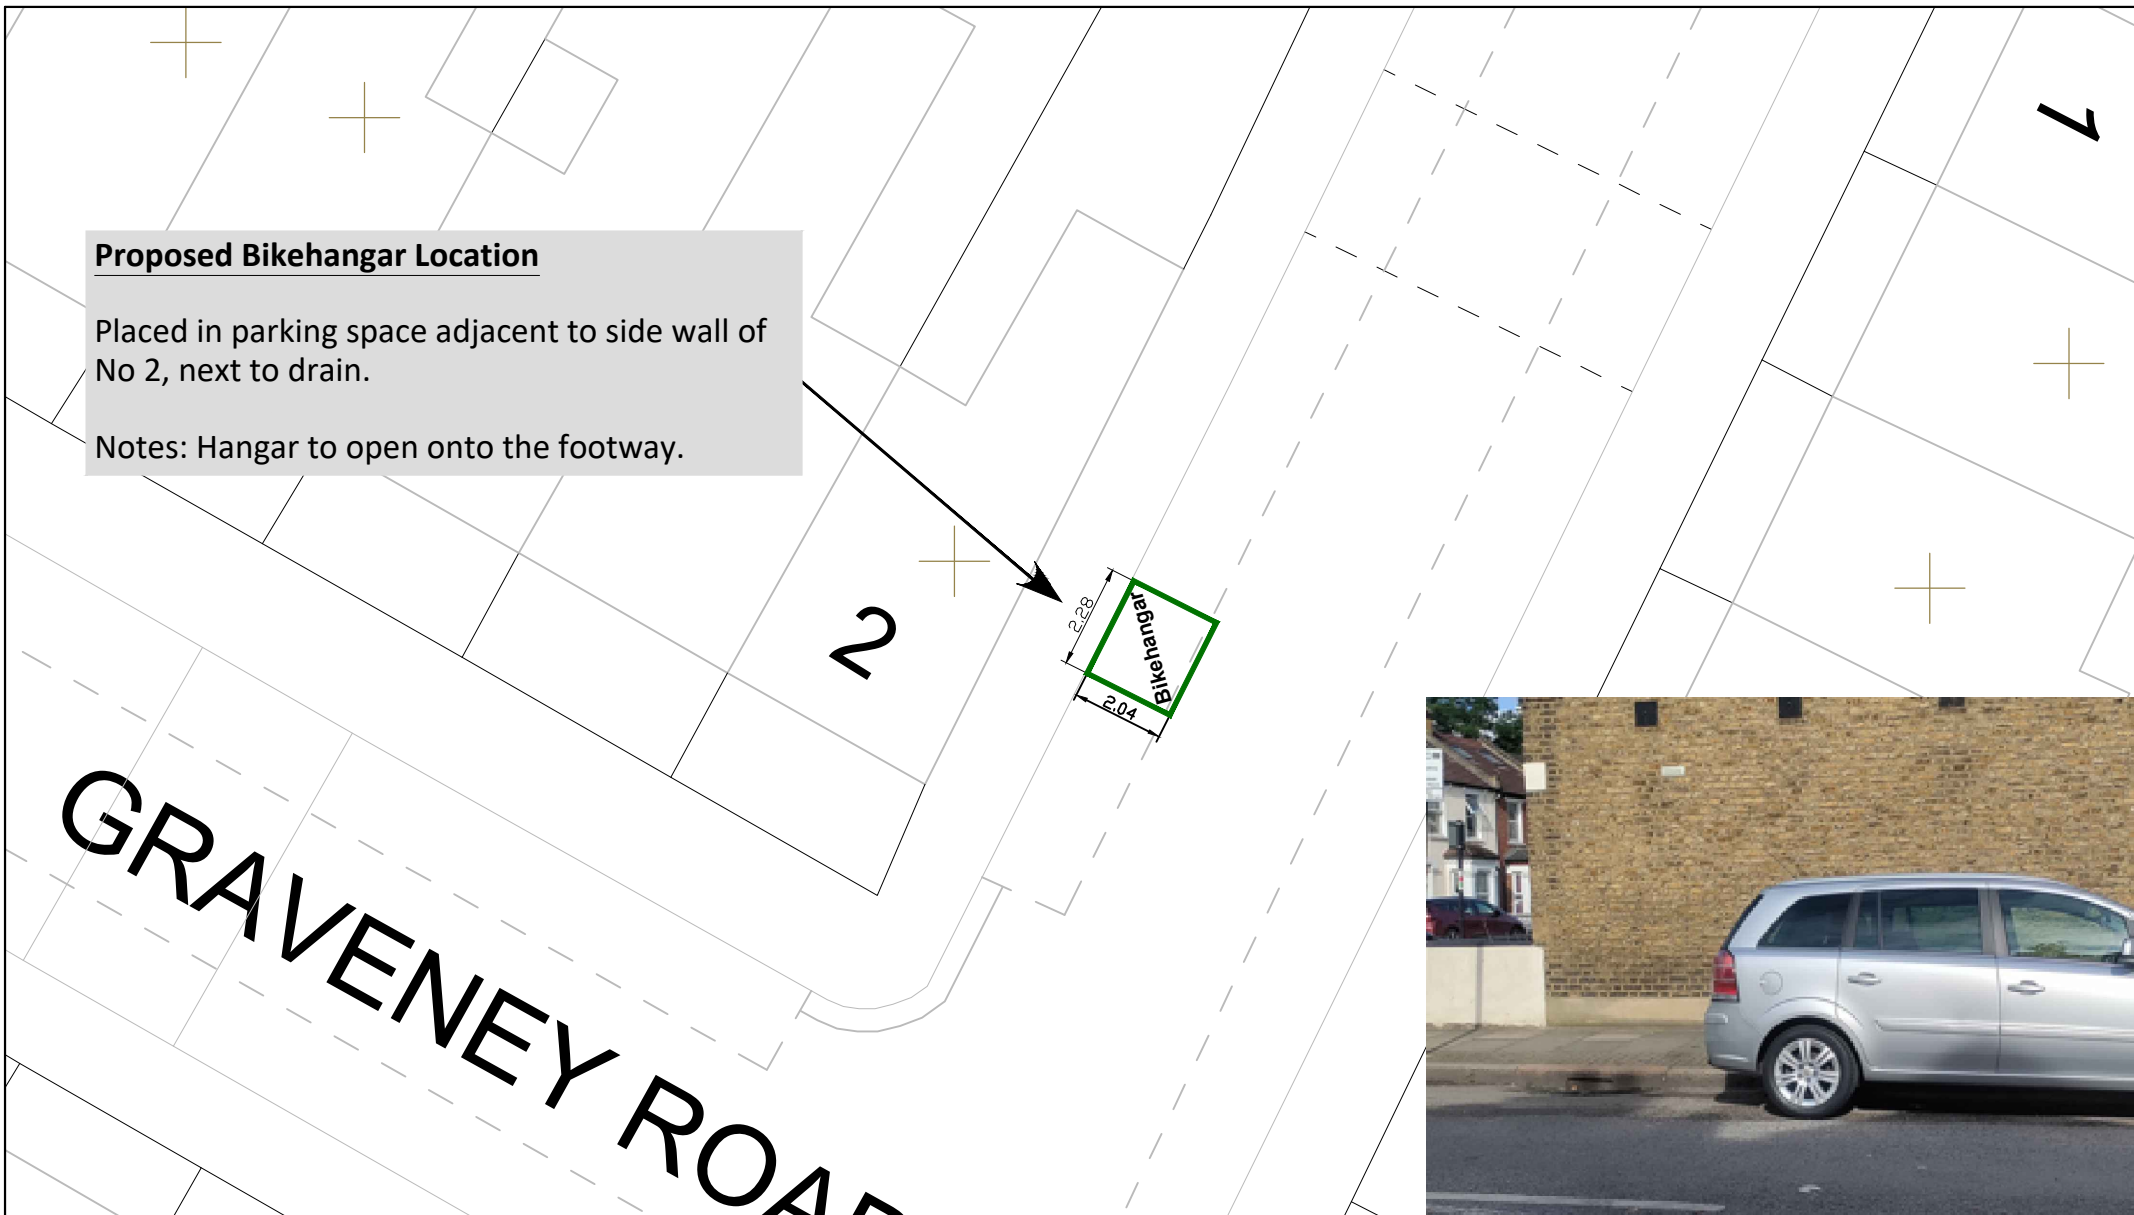 1
Proposed Bikehangar Location
Placed in parking space adjacent to side wall of
No 2, next to drain.
Notes: Hangar to open onto the footway.
2.28
Bikehangar
2.04
2
GRAVENEY ROAD